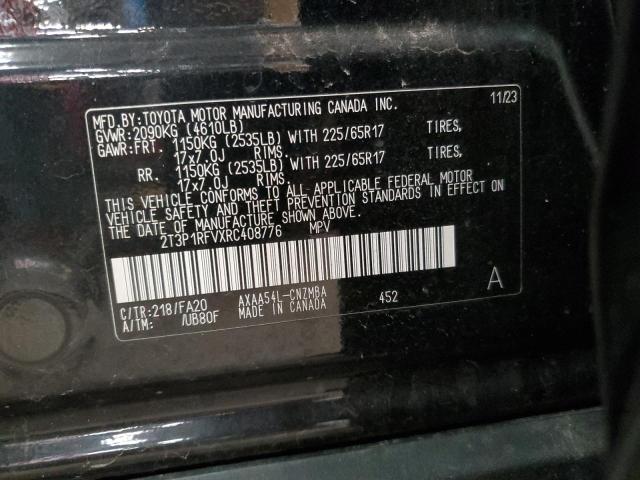 MFD.BY:TOYOTA MOTOR MANUFACTURING CANADA INC. 11/23
GVWR:2090KG (4610LB)
GAWR:FRT. 1150KG (2535LB) WITH 225/65R17 TIRES,
17x7.0J RIMS.
RR. 1150KG (2535LB) WITH 225/65R17 TIRES,
17x7.0J RIMS.
THIS VEHICLE CONFORMS TO ALL APPLICABLE FEDERAL MOTOR
VEHICLE SAFETY AND THEFT PREVENTION STANDARDS IN EFFECT ON
THE DATE OF MANUFACTURE SHOWN ABOVE.
2T3P1RFVXRC408776 MPV
A
C/TR:218/FA20 AXAA54L-CNZMBA 452
A/TM: /UB80F MADE IN CANADA